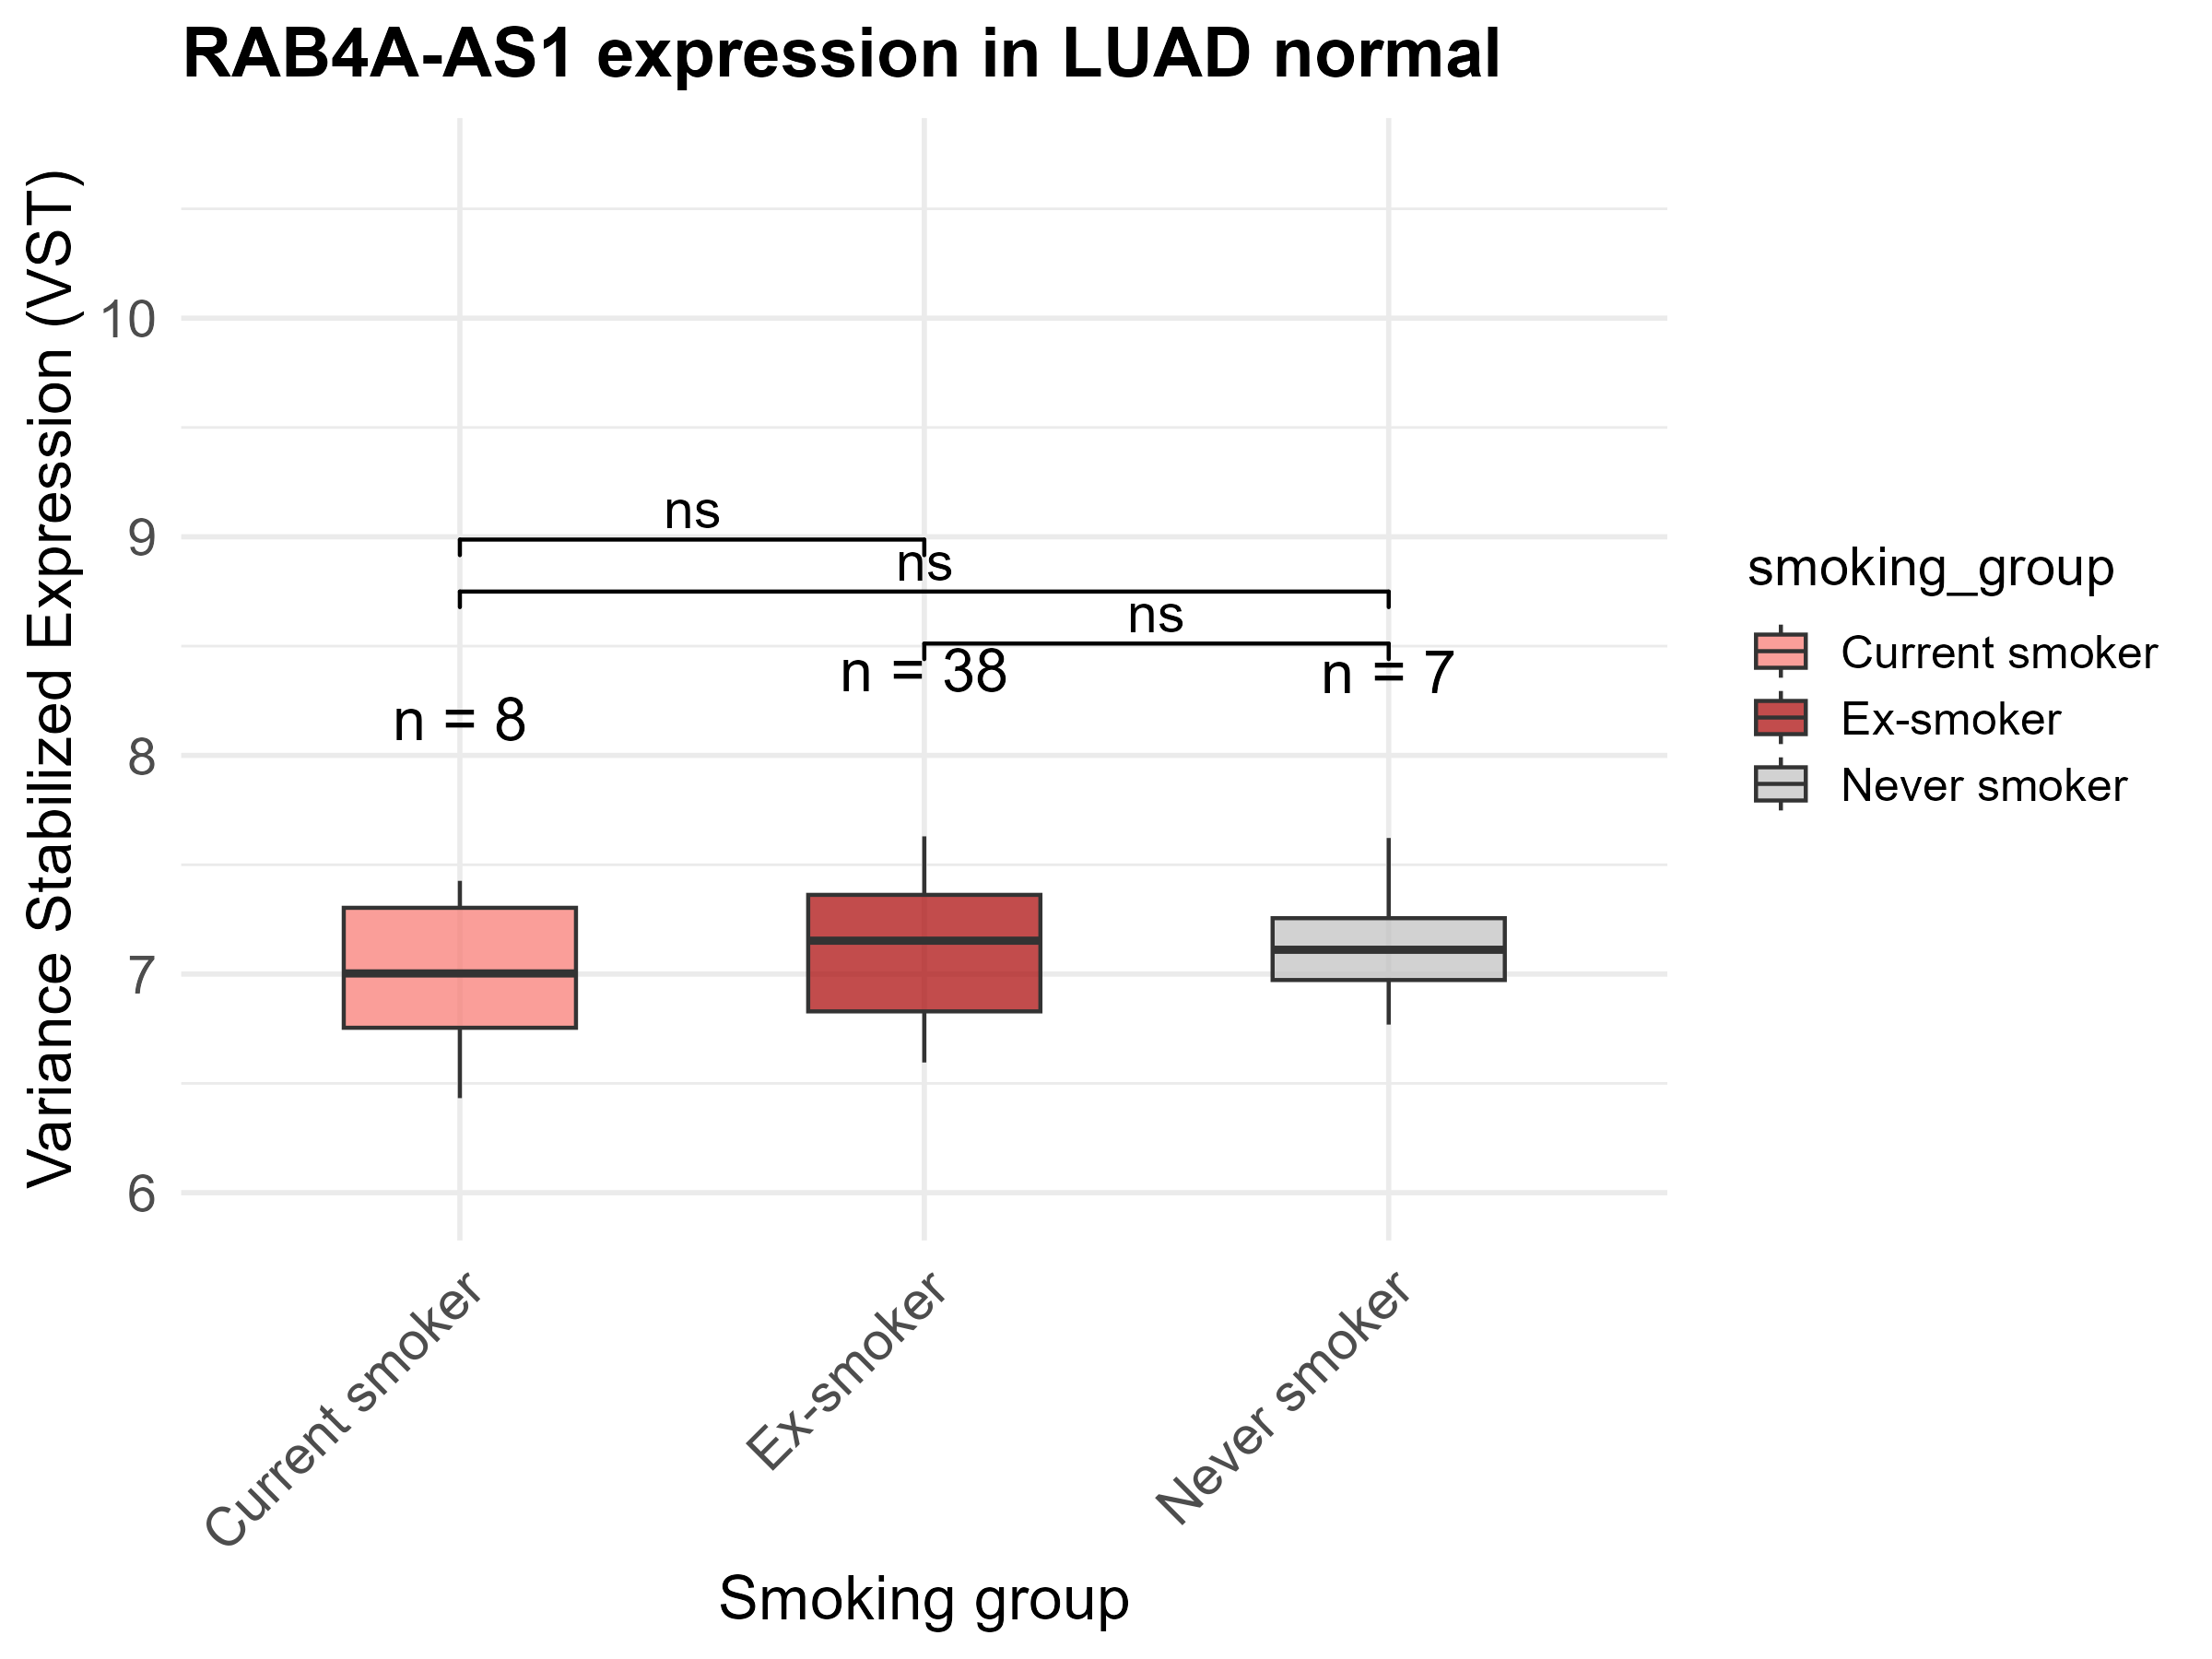 RAB4A-AS1 expression in LUAD normal
Variance Stabilized Expression (VST)
10
9
8
7
6
ns
ns
ns
n = 8
n = 38
n = 7
Current smoker
Ex-smoker
Never smoker
Smoking group
smoking_group
Current smoker
Ex-smoker
Never smoker